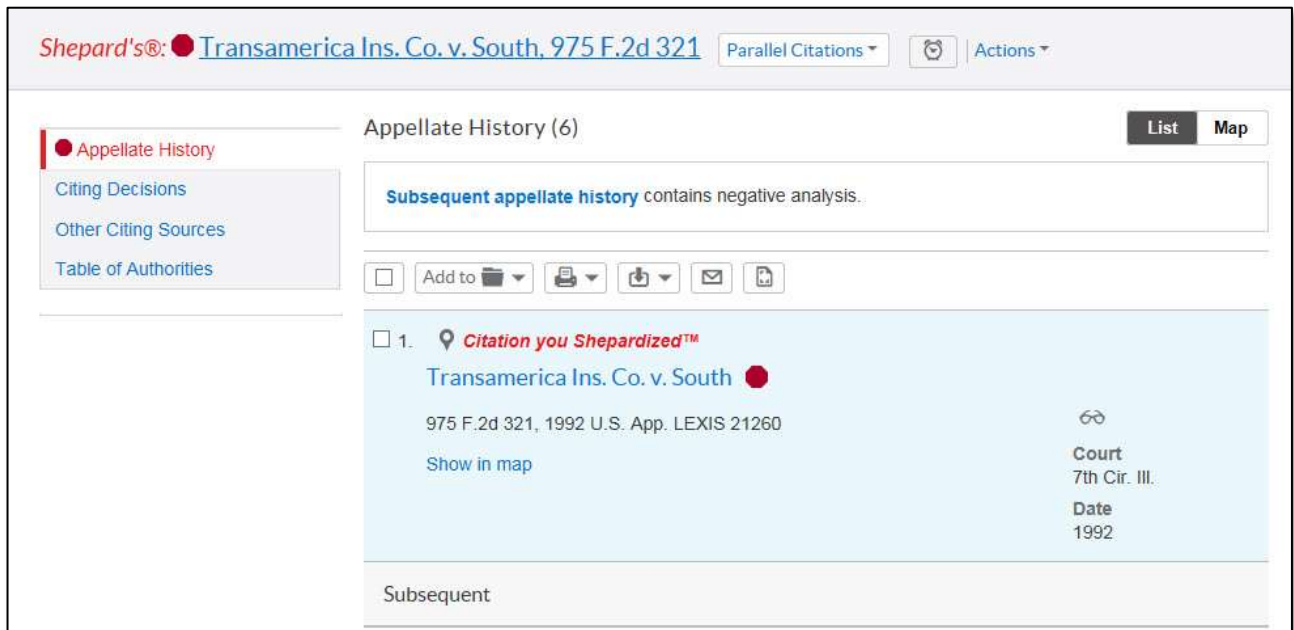 Shepard's®: Transamerica Ins. Co. v. South, 975 F.2d 321 Parallel Citations Actions
Appellate History
Citing Decisions
Other Citing Sources
Table of Authorities
Appellate History (6)
List Map
Subsequent appellate history contains negative analysis.
Add to
1. Citation you Shepardized™
Transamerica Ins. Co. v. South
975 F.2d 321, 1992 U.S. App. LEXIS 21260
Show in map
Court
7th Cir. Ill.
Date
1992
Subsequent